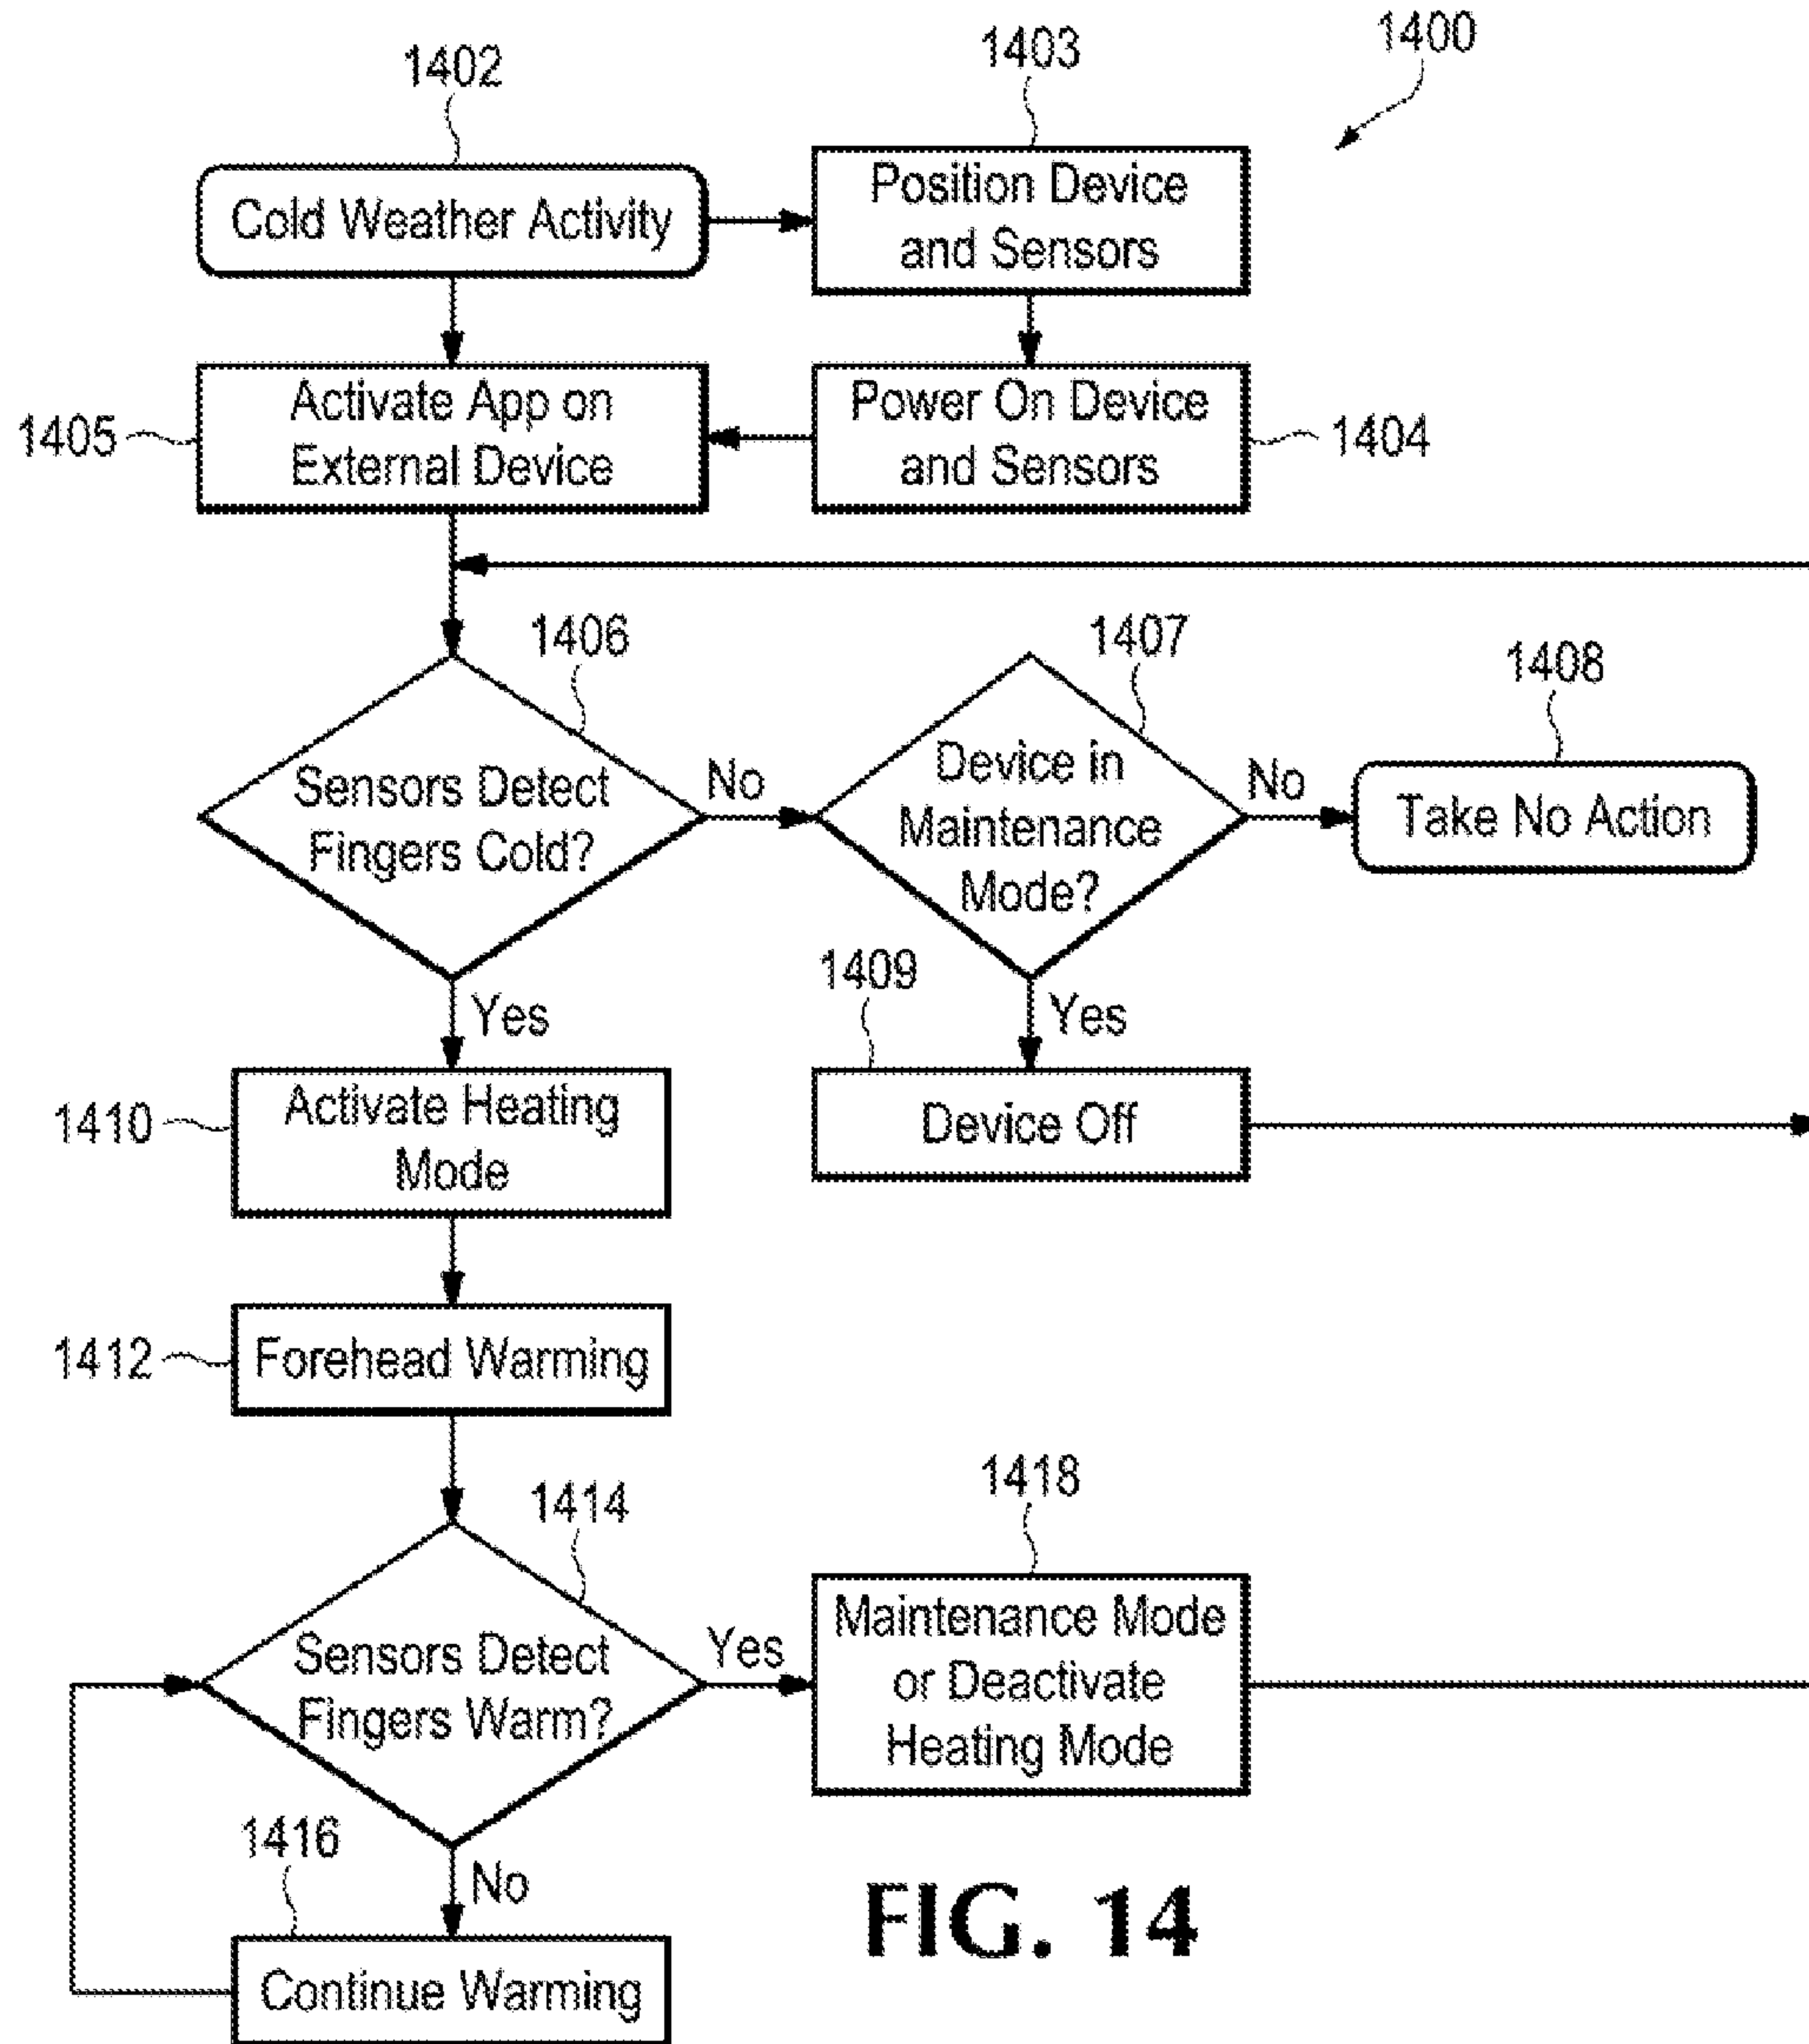 1400
1402
1403
Cold Weather Activity
Position Device
and Sensors
1405
Activate App on
External Device
Power On Device
and Sensors
1404
1406
1407
1408
Sensors Detect
Fingers Cold?
No
Device in
Maintenance
Mode?
No
Take No Action
Yes
1409
Yes
1410
Activate Heating
Mode
Device Off
1412
Forehead Warming
1414
1418
Sensors Detect
Fingers Warm?
Yes
Maintenance Mode
or Deactivate
Heating Mode
1416
No
Continue Warming
FIG. 14